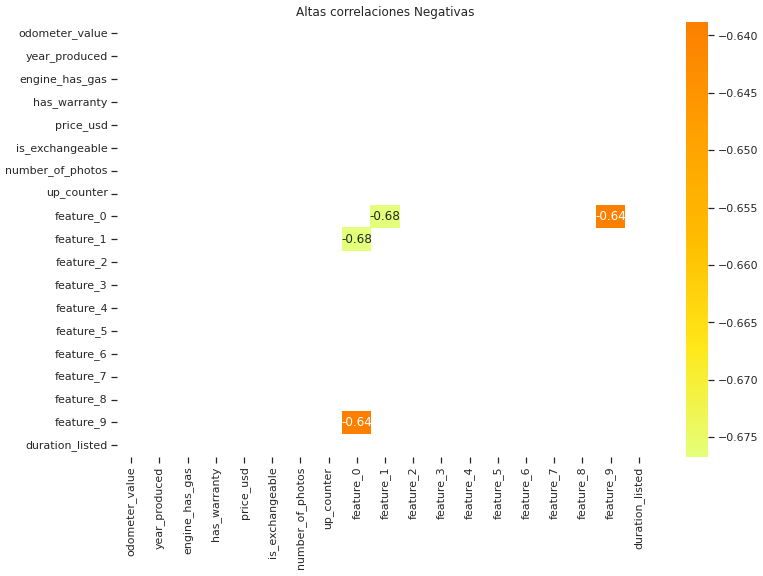 Altas correlaciones Negativas
odometer_value
year_produced
engine_has_gas
has_warranty
price_usd
is_exchangeable
number_of_photos
up_counter
feature_0
feature_1
feature_2
feature_3
feature_4
feature_5
feature_6
feature_7
feature_8
feature_9
duration_listed
-0.68
-0.64
-0.68
-0.64
−0.640
−0.645
−0.650
−0.655
−0.660
−0.665
−0.670
−0.675
odometer_value
year_produced
engine_has_gas
has_warranty
price_usd
is_exchangeable
number_of_photos
up_counter
feature_0
feature_1
feature_2
feature_3
feature_4
feature_5
feature_6
feature_7
feature_8
feature_9
duration_listed